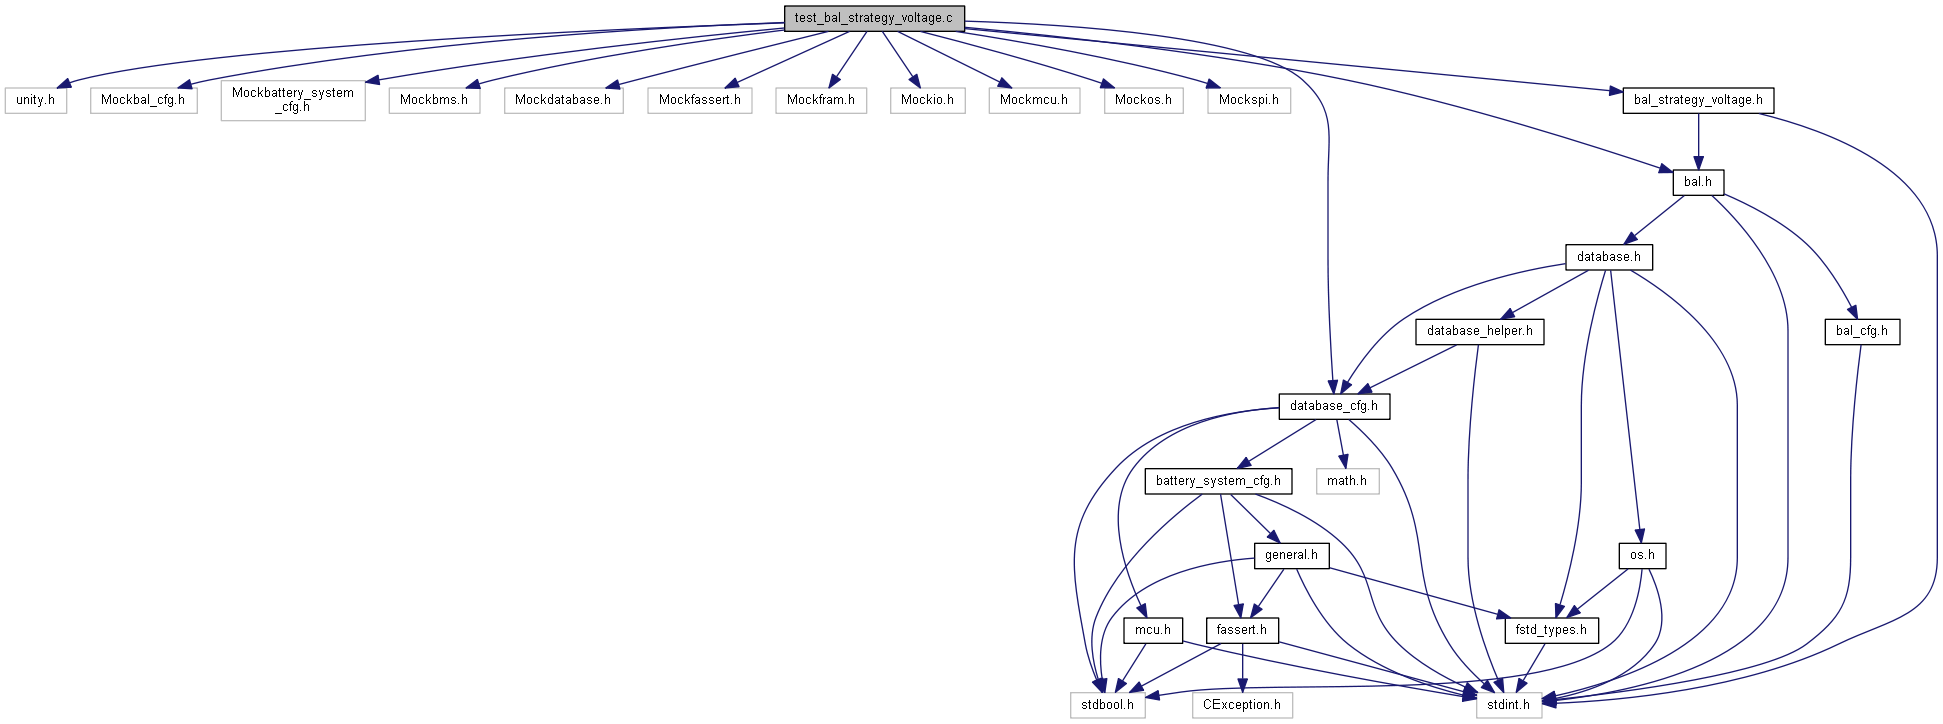 test_bal_strategy_voltage.c
unity.h
Mockbal_cfg.h
Mockbattery_system
_cfg.h
Mockbms.h
Mockdatabase.h
Mockfassert.h
Mockfram.h
Mockio.h
Mockmcu.h
Mockos.h
Mockspi.h
bal_strategy_voltage.h
bal.h
database.h
database_helper.h
bal_cfg.h
database_cfg.h
battery_system_cfg.h
math.h
general.h
os.h
mcu.h
fassert.h
fstd_types.h
stdbool.h
CException.h
stdint.h